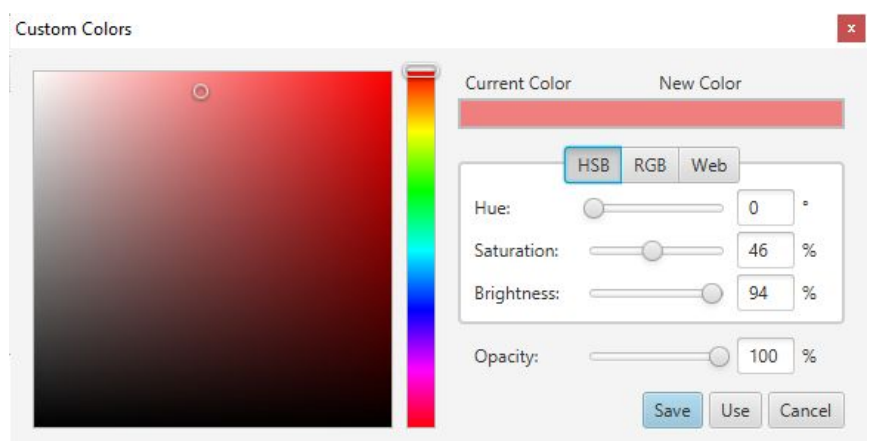 Custom Colors
x
Current Color New Color
HSB RGB Web
Hue: 0 °
Saturation: 46 %
Brightness: 94 %
Opacity: 100 %
Save Use Cancel